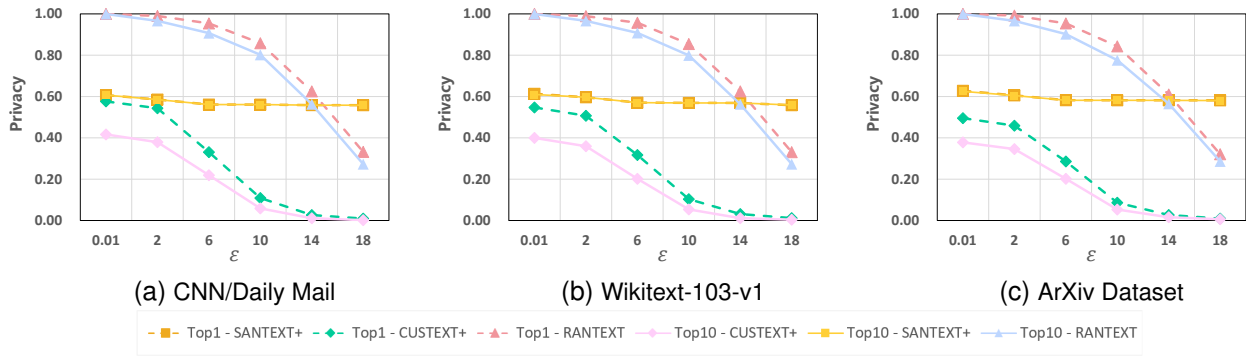 1.00
0.80
0.60
0.40
0.20
0.00
Privacy
0.01 2 6 10 14 18
ε
(a) CNN/Daily Mail
1.00
0.80
0.60
0.40
0.20
0.00
Privacy
0.01 2 6 10 14 18
ε
(b) Wikitext-103-v1
1.00
0.80
0.60
0.40
0.20
0.00
Privacy
0.01 2 6 10 14 18
ε
(c) ArXiv Dataset
Top1 - SANTEXT+ Top1 - CUSTEXT+ Top1 - RANTEXT Top10 - CUSTEXT+ Top10 - SANTEXT+ Top10 - RANTEXT